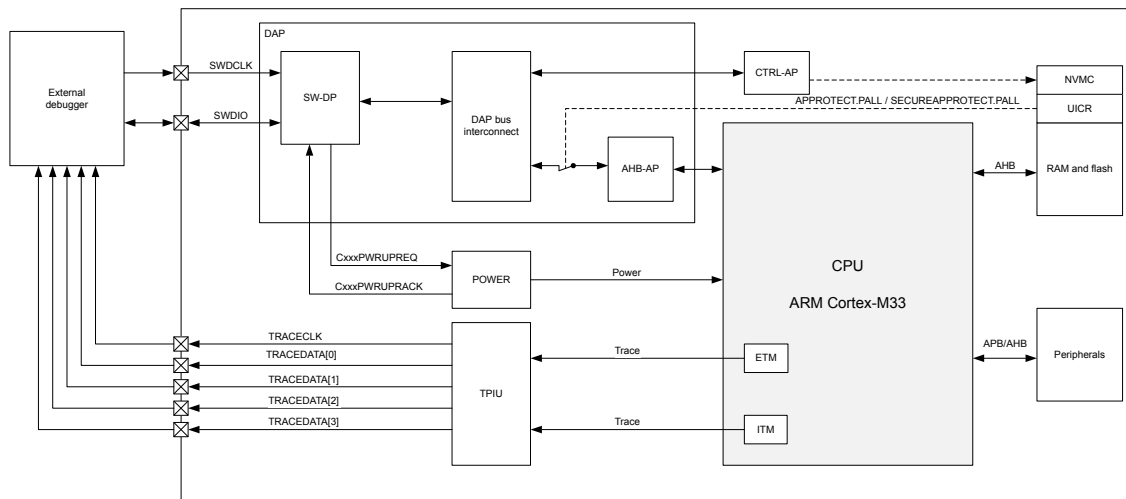 DAP
External
debugger
SWDCLK
SWDIO
SW-DP
DAP bus
interconnect
CTRL-AP
NVMC
APPROTECT.PALL / SECUREAPPROTECT.PALL
UICR
AHB-AP
AHB
RAM and flash
CxxxPWRUPREQ
CxxxPWRUPRACK
POWER
Power
CPU
ARM Cortex-M33
TRACECLK
TRACEDATA[0]
TRACEDATA[1]
TRACEDATA[2]
TRACEDATA[3]
TPIU
Trace
ETM
Trace
ITM
APB/AHB
Peripherals